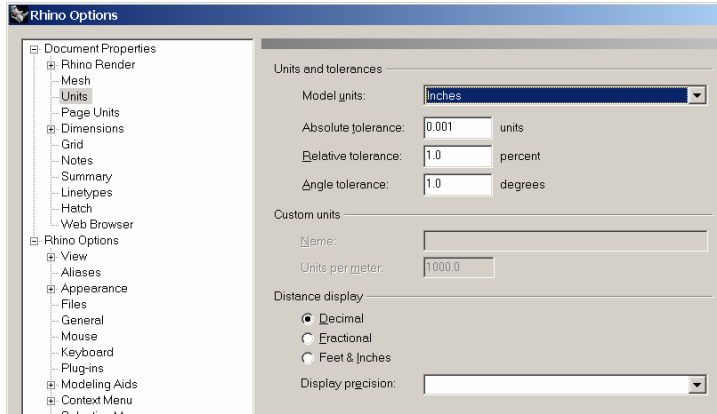 Rhino Options
Document Properties
Rhino Render
Mesh
Units
Page Units
Dimensions
Grid
Notes
Summary
Linetypes
Hatch
Web Browser
Rhino Options
View
Aliases
Appearance
Files
General
Mouse
Keyboard
Plug-ins
Modeling Aids
Context Menu
Units and tolerances
Model units: Inches
Absolute tolerance: 0.001 units
Relative tolerance: 1.0 percent
Angle tolerance: 1.0 degrees
Custom units
Name:
Units per meter: 1000.0
Distance display
Decimal
Fractional
Feet & Inches
Display precision: